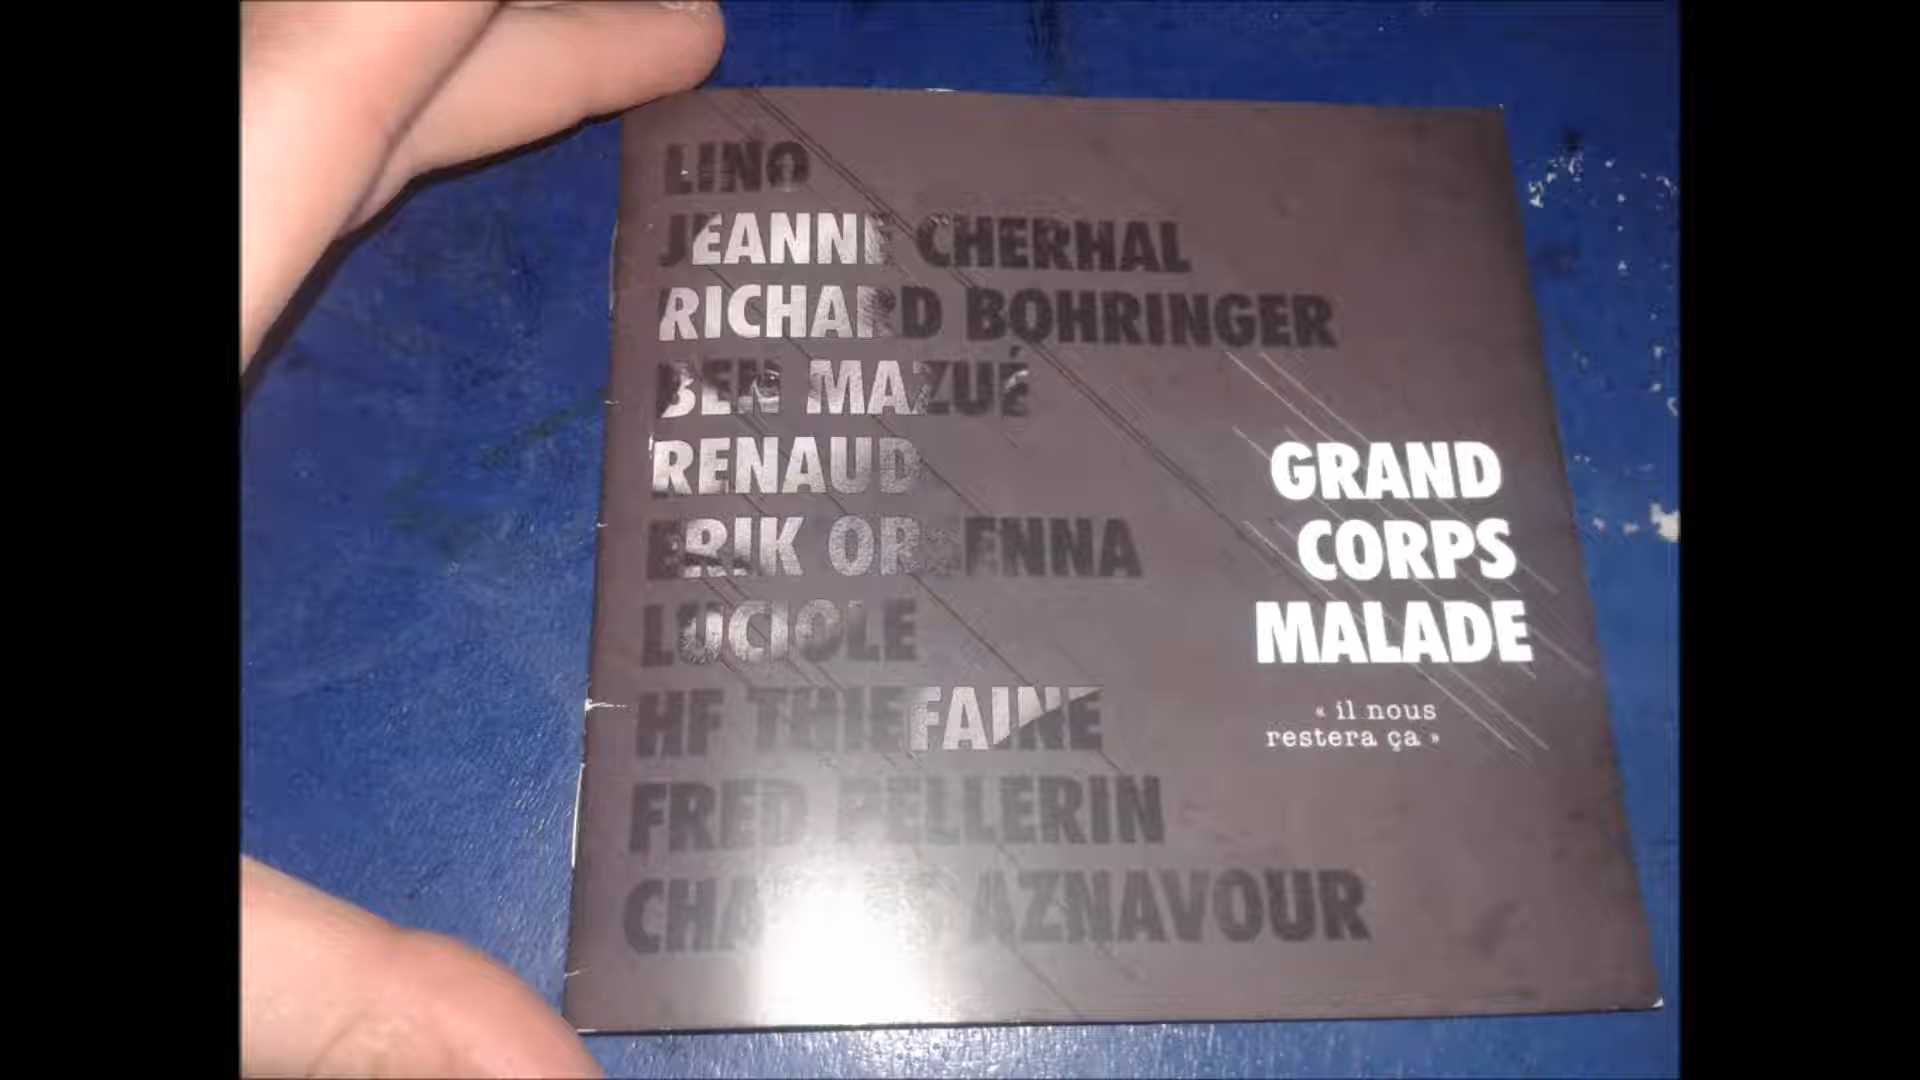 LINO
JEANNE CHERHAL
RICHARD BOHRINGER
BEN MAZUÉ
RENAUD
ERIK ORSENNA
LUCIOLE
HF THIEFAINE
FRED PELLERIN
CHARLES AZNAVOUR
GRAND
CORPS
MALADE
« il nous
restera ça »